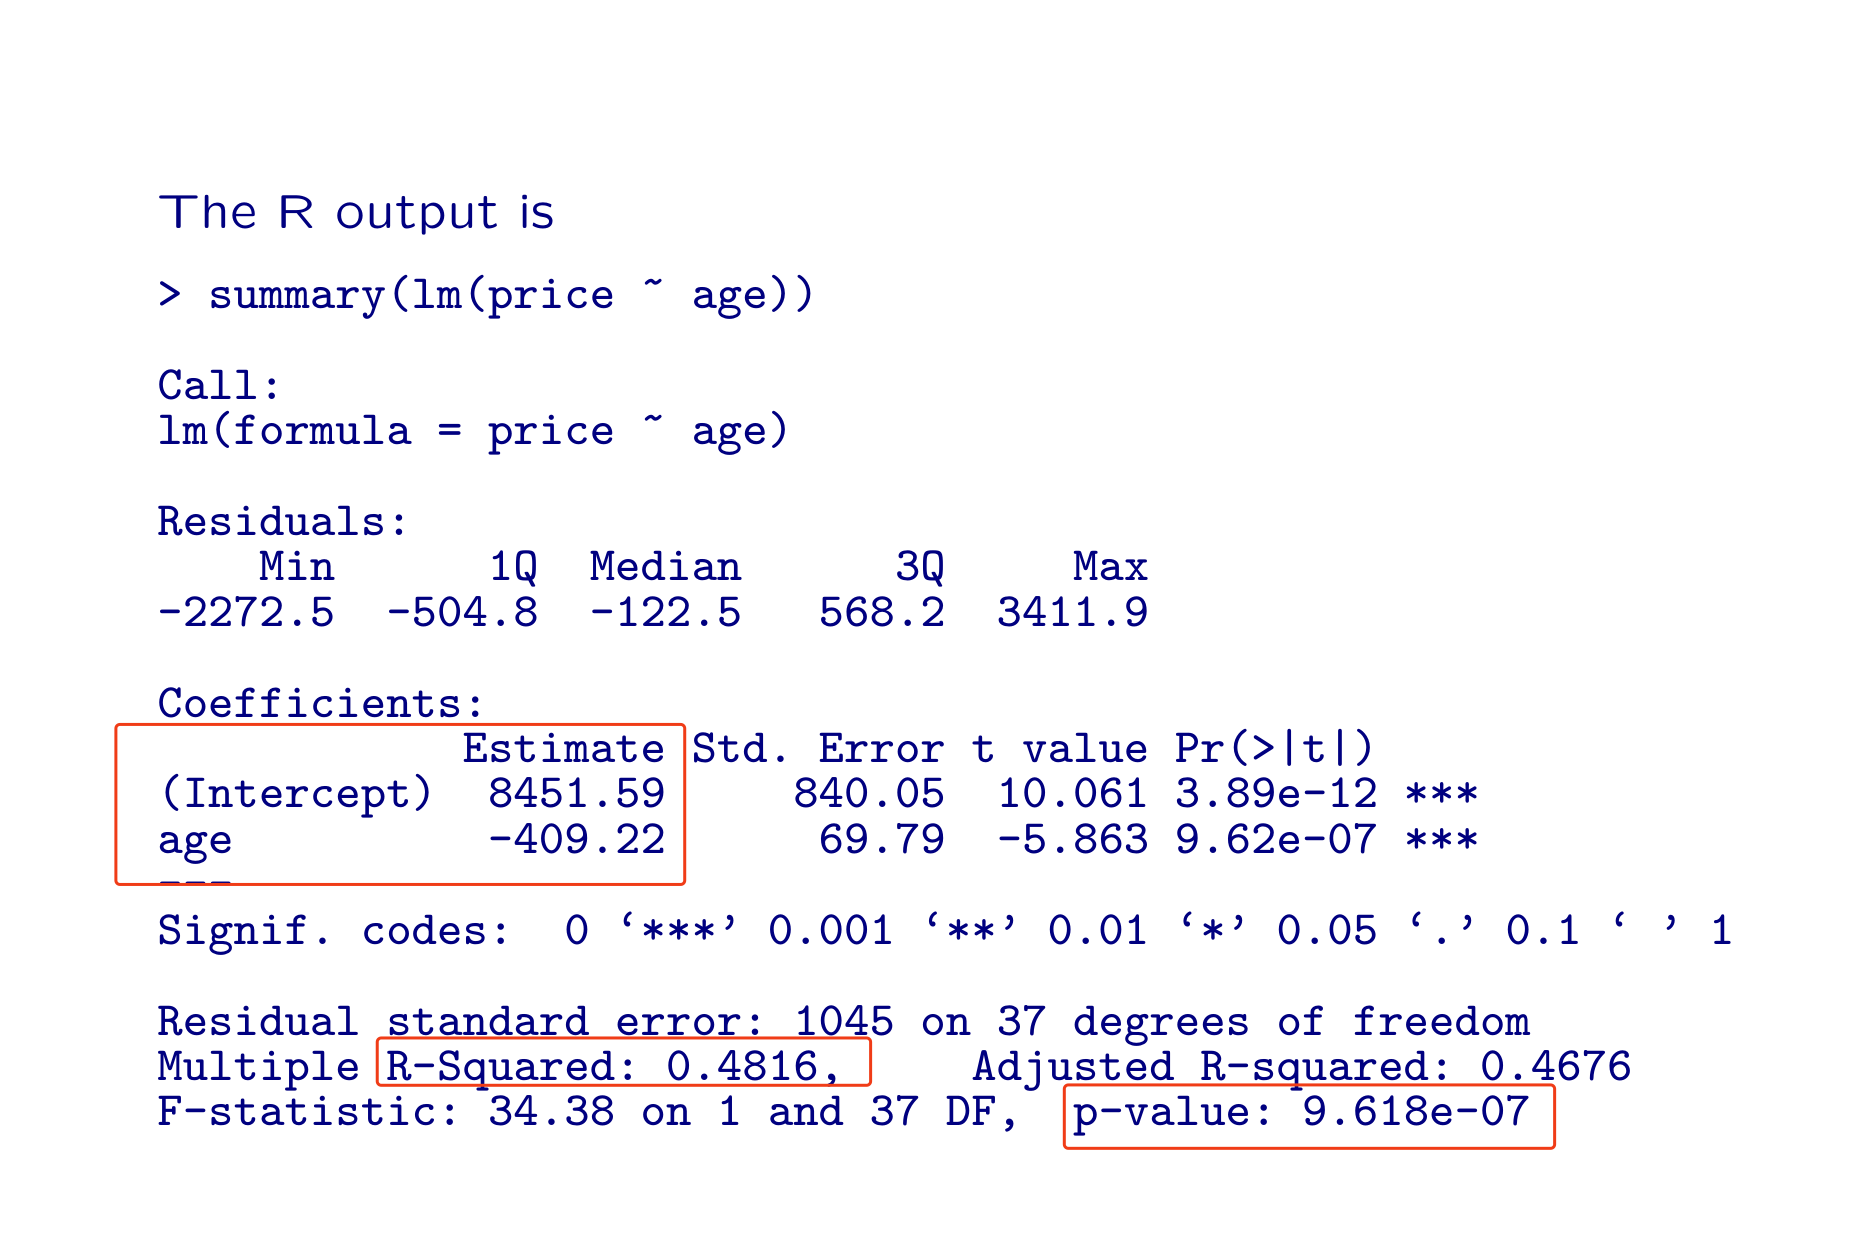 The R output is
> summary(lm(price ~ age))
Call:
lm(formula = price ~ age)
Residuals:
    Min      1Q  Median      3Q     Max
-2272.5  -504.8  -122.5   568.2  3411.9
Coefficients:
            Estimate Std. Error t value Pr(>|t|)
(Intercept)  8451.59     840.05  10.061 3.89e-12 ***
age          -409.22      69.79  -5.863 9.62e-07 ***
---
Signif. codes:  0 ‘***’ 0.001 ‘**’ 0.01 ‘*’ 0.05 ‘.’ 0.1 ‘ ’ 1
Residual standard error: 1045 on 37 degrees of freedom
Multiple R-Squared: 0.4816,     Adjusted R-squared: 0.4676
F-statistic: 34.38 on 1 and 37 DF,  p-value: 9.618e-07